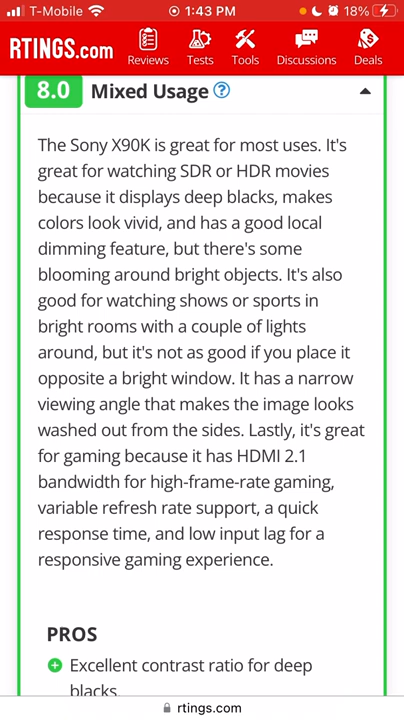 T-Mobile 1:43 PM 18%
RTINGS.com
Reviews Tests Tools Discussions Deals
8.0 Mixed Usage ?
The Sony X90K is great for most uses. It's
great for watching SDR or HDR movies
because it displays deep blacks, makes
colors look vivid, and has a good local
dimming feature, but there's some
blooming around bright objects. It's also
good for watching shows or sports in
bright rooms with a couple of lights
around, but it's not as good if you place it
opposite a bright window. It has a narrow
viewing angle that makes the image looks
washed out from the sides. Lastly, it's great
for gaming because it has HDMI 2.1
bandwidth for high-frame-rate gaming,
variable refresh rate support, a quick
response time, and low input lag for a
responsive gaming experience.
PROS
Excellent contrast ratio for deep
blacks.
rtings.com